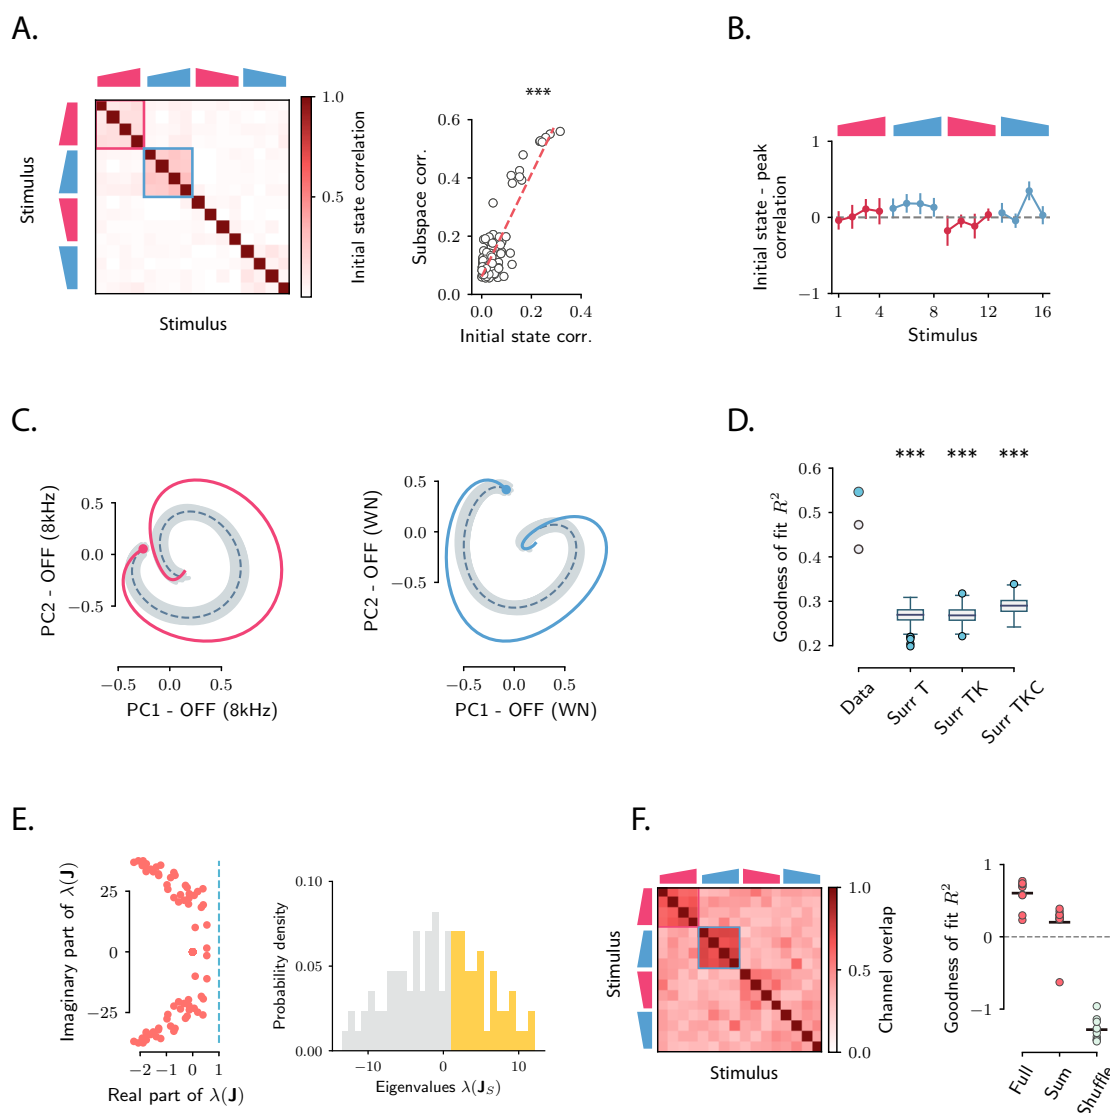 A.
Stimulus
Stimulus
1.0
0.5
Initial state correlation
***
0.6
0.4
0.2
0.0
Subspace corr.
0.0 0.2 0.4
Initial state corr.
B.
1
0
−1
Initial state - peak
correlation
1 4 8 12 16
Stimulus
C.
0.5
0.0
−0.5
PC2 - OFF (8kHz)
−0.5 0.0 0.5
PC1 - OFF (8kHz)
0.5
0.0
−0.5
PC2 - OFF (WN)
−0.5 0.0 0.5
PC1 - OFF (WN)
D.
*** *** ***
0.6
0.5
0.4
0.3
0.2
Goodness of fit R²
Data Surr T Surr TK Surr TKC
E.
25
0
−25
Imaginary part of λ(J)
−2 −1 0 1
Real part of λ(J)
0.10
0.05
0.00
Probability density
−10 0 10
Eigenvalues λ(J_S)
F.
Stimulus
Stimulus
1.0
0.5
0.0
Channel overlap
1
0
−1
Goodness of fit R²
Full Sum Shuffle